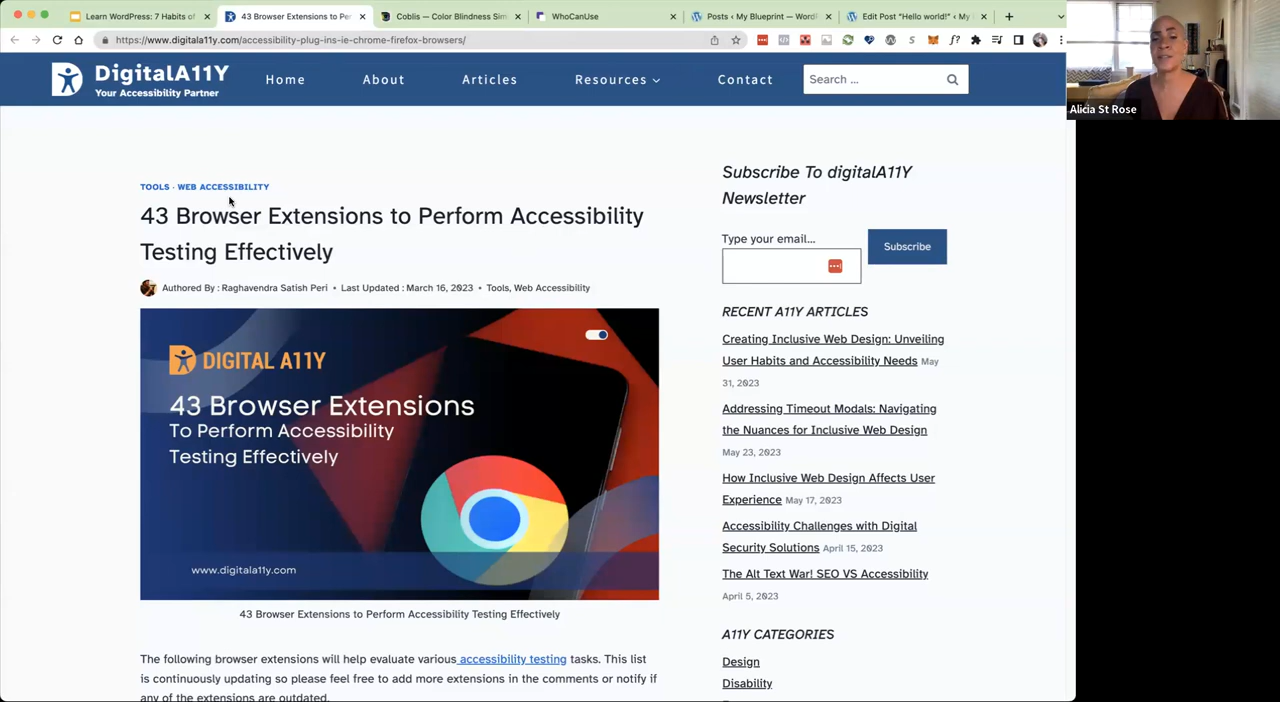 Learn WordPress: 7 Habits of
43 Browser Extensions to Per
Coblis — Color Blindness Sim
WhoCanUse
Posts ‹ My Blueprint — WordP
Edit Post "Hello world!" ‹ My
https://www.digitala11y.com/accessibility-plug-ins-ie-chrome-firefox-browsers/
DigitalA11Y
Your Accessibility Partner
Home
About
Articles
Resources
Contact
Search ...
Alicia St Rose
TOOLS · WEB ACCESSIBILITY
43 Browser Extensions to Perform Accessibility
Testing Effectively
Authored By : Raghavendra Satish Peri • Last Updated : March 16, 2023 • Tools, Web Accessibility
DIGITAL A11Y
43 Browser Extensions
To Perform Accessibility
Testing Effectively
www.digitala11y.com
43 Browser Extensions to Perform Accessibility Testing Effectively
The following browser extensions will help evaluate various accessibility testing tasks. This list
is continuously updating so please feel free to add more extensions in the comments or notify if
any of the extensions are outdated.
Subscribe To digitalA11Y
Newsletter
Type your email...
Subscribe
RECENT A11Y ARTICLES
Creating Inclusive Web Design: Unveiling
User Habits and Accessibility Needs May
31, 2023
Addressing Timeout Modals: Navigating
the Nuances for Inclusive Web Design
May 23, 2023
How Inclusive Web Design Affects User
Experience May 17, 2023
Accessibility Challenges with Digital
Security Solutions April 15, 2023
The Alt Text War! SEO VS Accessibility
April 5, 2023
A11Y CATEGORIES
Design
Disability